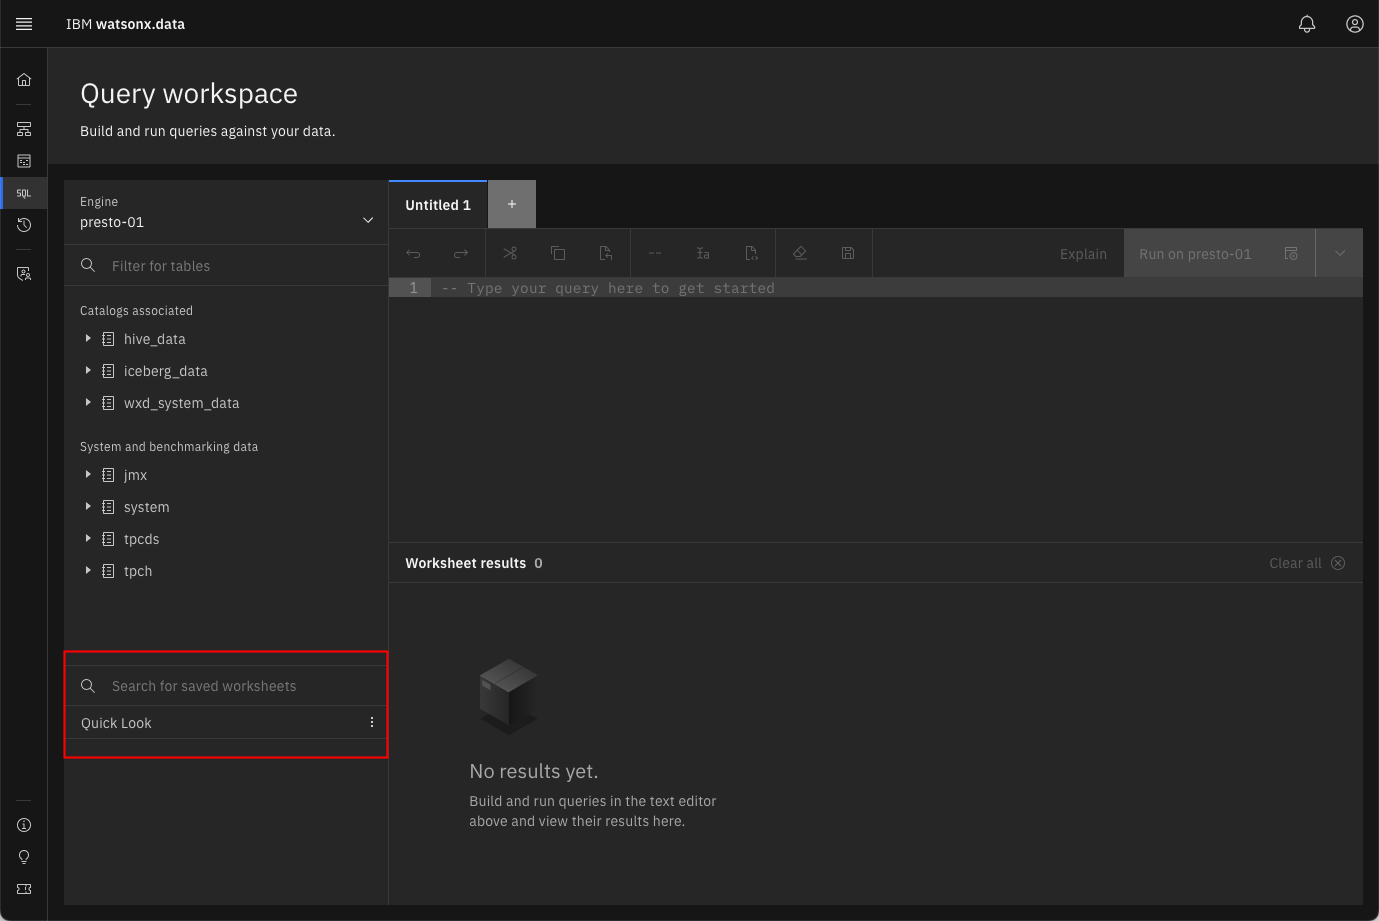 IBM watsonx.data
Query workspace
Build and run queries against your data.
SQL
Engine
presto-01
Filter for tables
Catalogs associated
hive_data
iceberg_data
wxd_system_data
System and benchmarking data
jmx
system
tpcds
tpch
Search for saved worksheets
Quick Look
Untitled 1
+
Explain
Run on presto-01
1 -- Type your query here to get started
Worksheet results 0
Clear all
No results yet.
Build and run queries in the text editor
above and view their results here.